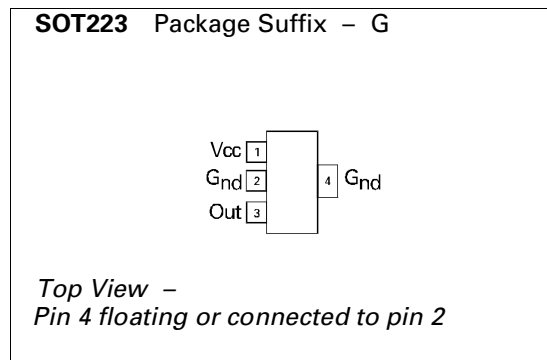 SOT223 Package Suffix – G
Vcc 1
Gnd 2 4 Gnd
Out 3
Top View –
Pin 4 floating or connected to pin 2